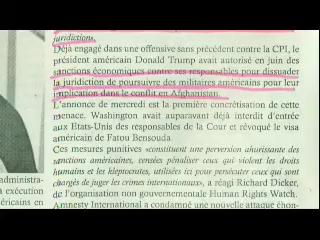 juridictions.
Déjà engagé dans une offensive sans précédent contre la CPI, le
président américain Donald Trump avait autorisé en juin des
sanctions économiques contre ses responsables pour dissuader
la juridiction de poursuivre des militaires américains pour leur
implication dans le conflit en Afghanistan.
L'annonce de mercredi est la première concrétisation de cette
menace. Washington avait auparavant déjà interdit d'entrée
aux Etats-Unis des responsables de la Cour et révoqué le visa
américain de Fatou Bensouda
Ces mesures punitives «constituent une perversion ahurissante des
sanctions américaines, censées pénaliser ceux qui violent les droits
humains et les kleptocrates, utilisées ici pour persécuter ceux qui sont
chargés de juger les crimes internationaux», a réagi Richard Dicker,
de l'organisation non gouvernementale Human Rights Watch.
Amnesty International a condamné une nouvelle attaque éhon-
administra-
à exécution
méricains en